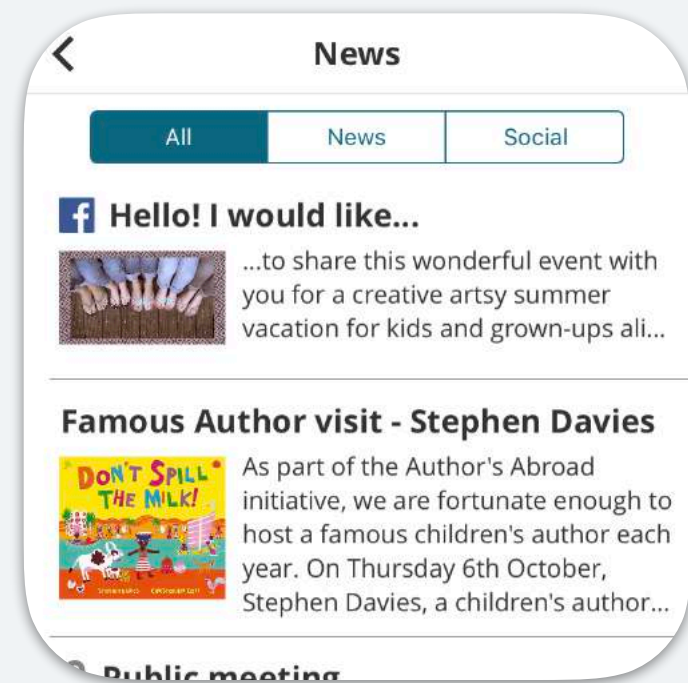 News
All
News
Social
Hello! I would like...
...to share this wonderful event with
you for a creative artsy summer
vacation for kids and grown-ups ali...
Famous Author visit - Stephen Davies
DON'T SPILL
THE MILK!
As part of the Author's Abroad
initiative, we are fortunate enough to
host a famous children's author each
year. On Thursday 6th October,
Stephen Davies, a children's author...
Public meeting